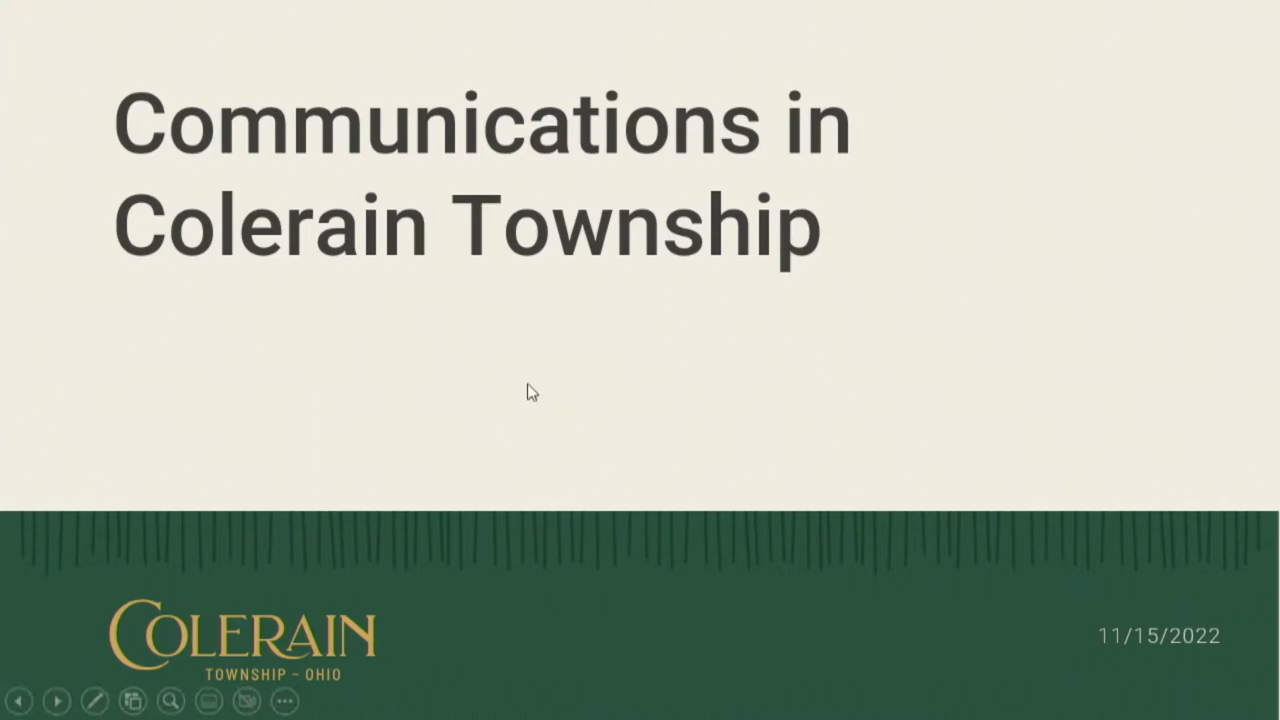 Communications in
Colerain Township
COLERAIN
TOWNSHIP ~ OHIO
11/15/2022